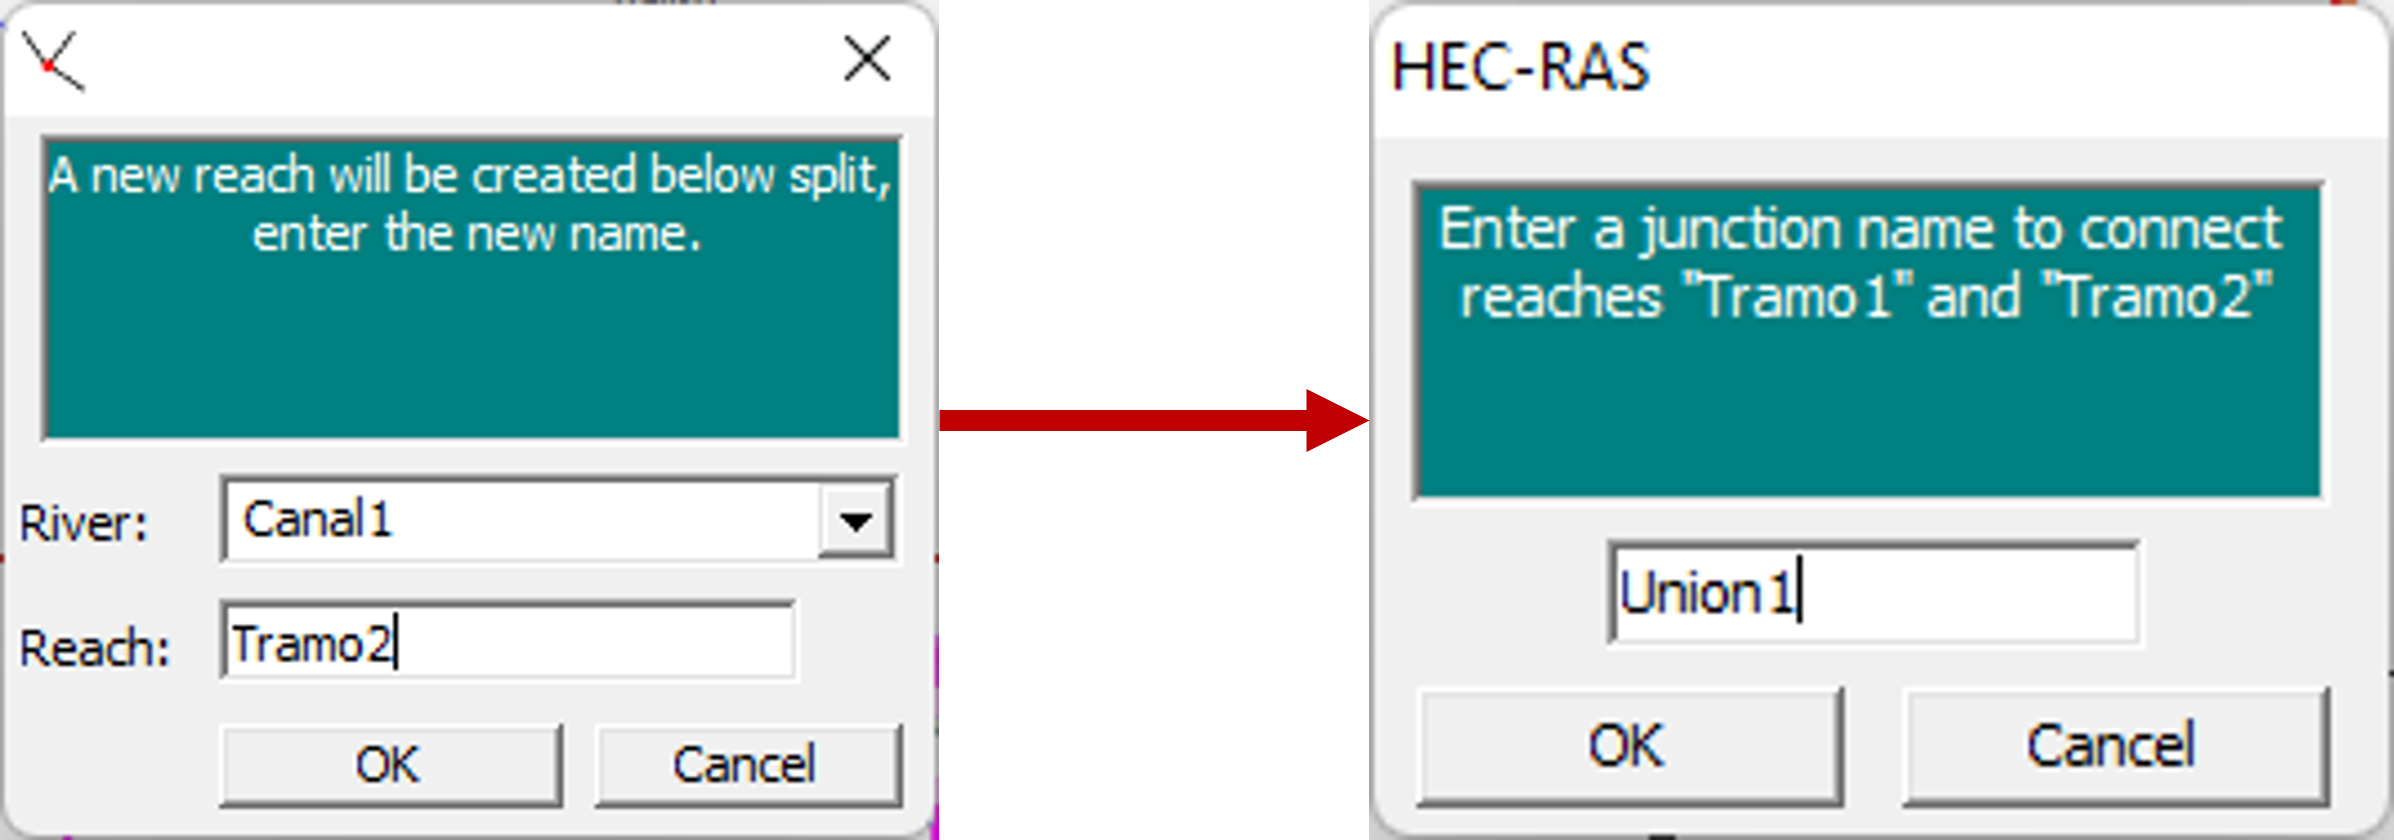 A new reach will be created below split,
enter the new name.
River:
Canal1
Reach:
Tramo2
OK
Cancel
HEC-RAS
Enter a junction name to connect
reaches "Tramo1" and "Tramo2"
Union1
OK
Cancel